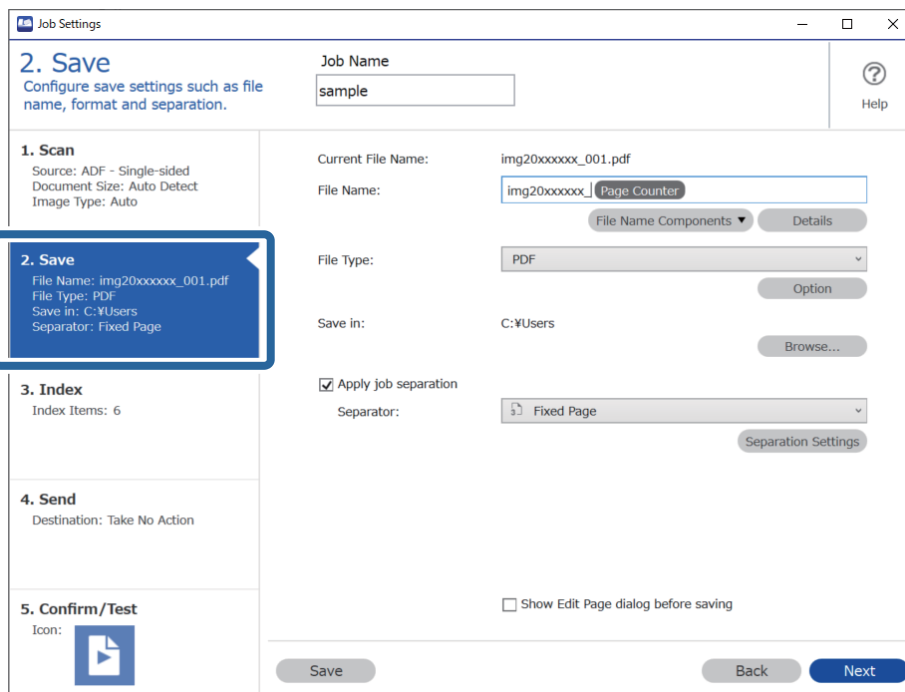 Job Settings
2. Save
Configure save settings such as file
name, format and separation.
Job Name
sample
Help
1. Scan
Source: ADF - Single-sided
Document Size: Auto Detect
Image Type: Auto
2. Save
File Name: img20xxxxxx_001.pdf
File Type: PDF
Save in: C:¥Users
Separator: Fixed Page
3. Index
Index Items: 6
4. Send
Destination: Take No Action
5. Confirm/Test
Icon:
Current File Name: img20xxxxxx_001.pdf
File Name: img20xxxxxx_ Page Counter
File Name Components ▼ Details
File Type: PDF
Option
Save in: C:¥Users
Browse...
Apply job separation
Separator: Fixed Page
Separation Settings
Show Edit Page dialog before saving
Save Back Next